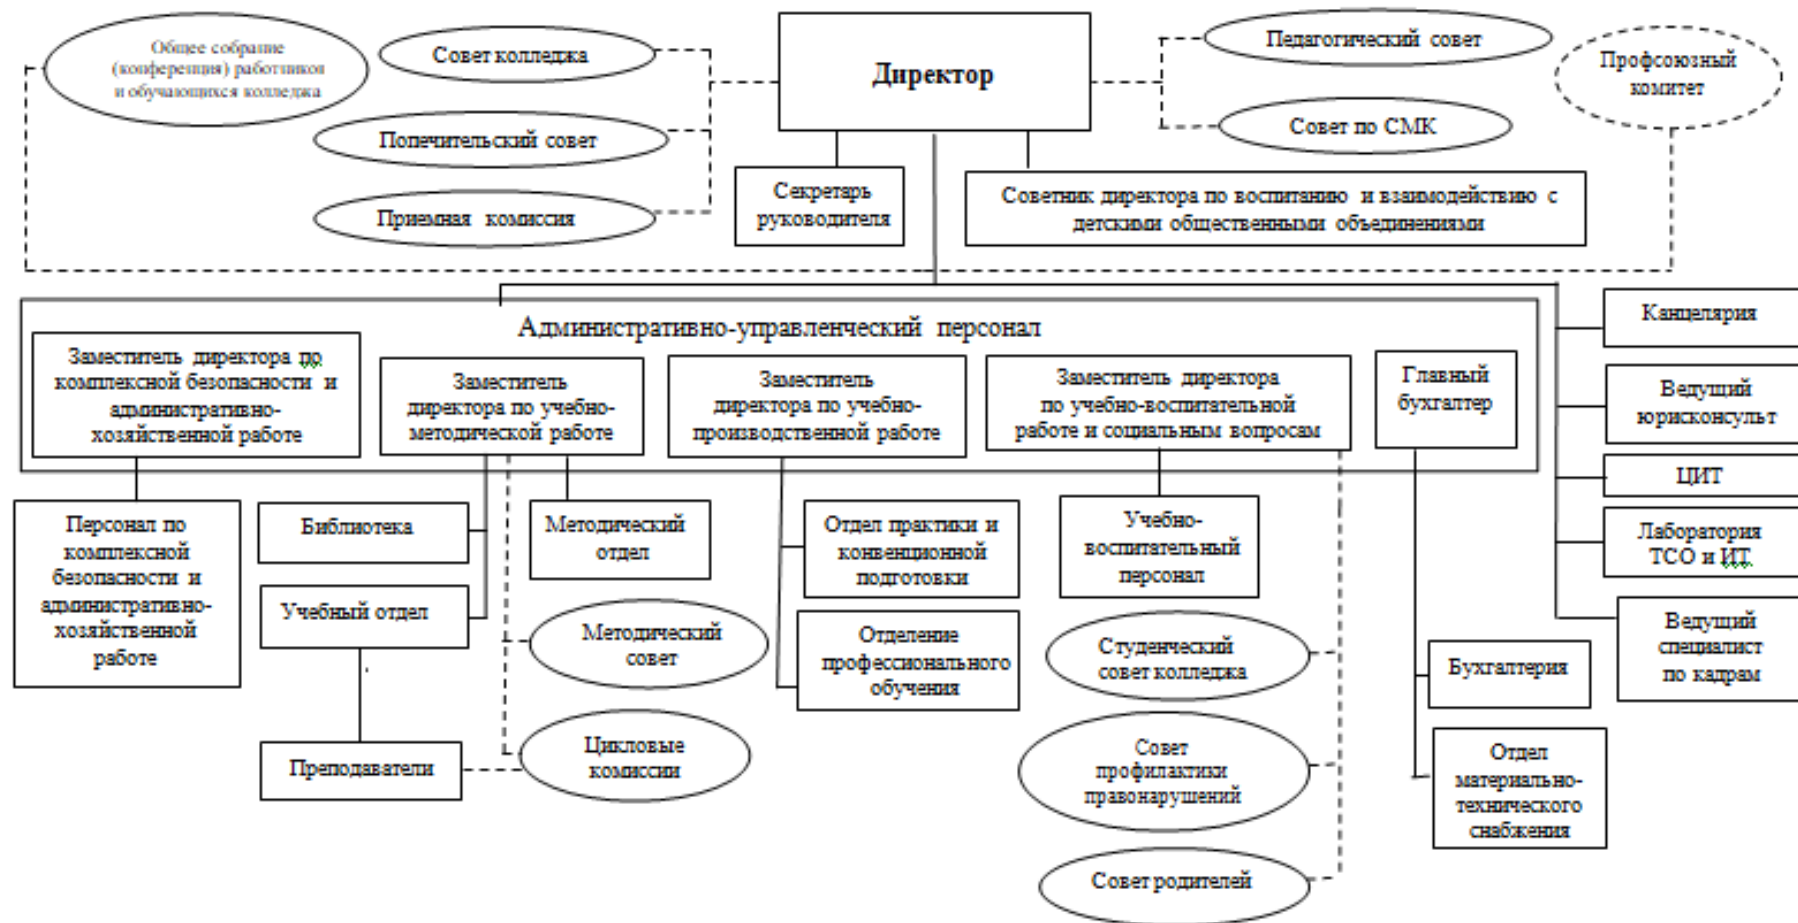 Общее собрание
(конференция) работников
и обучающихся колледжа
Совет колледжа
Попечительский совет
Приемная комиссия
Директор
Педагогический совет
Совет по СМК
Профсоюзный
комитет
Секретарь
руководителя
Советник директора по воспитанию и взаимодействию с
детскими общественными объединениями
Административно-управленческий персонал
Заместитель директора по
комплексной безопасности и
административно-
хозяйственной работе
Заместитель
директора по учебно-
методической работе
Заместитель
директора по учебно-
производственной работе
Заместитель директора
по учебно-воспитательной
работе и социальным вопросам
Главный
бухгалтер
Канцелярия
Ведущий
юрисконсульт
ЦИТ
Лаборатория
ТСО и ИТ
Ведущий
специалист
по кадрам
Персонал по
комплексной
безопасности и
административно-
хозяйственной
работе
Библиотека
Учебный отдел
Преподаватели
Методический
отдел
Методический
совет
Цикловые
комиссии
Отдел практики и
конвенционной
подготовки
Отделение
профессионального
обучения
Учебно-
воспитательный
персонал
Студенческий
совет колледжа
Совет
профилактики
правонарушений
Совет родителей
Бухгалтерия
Отдел
материально-
технического
снабжения